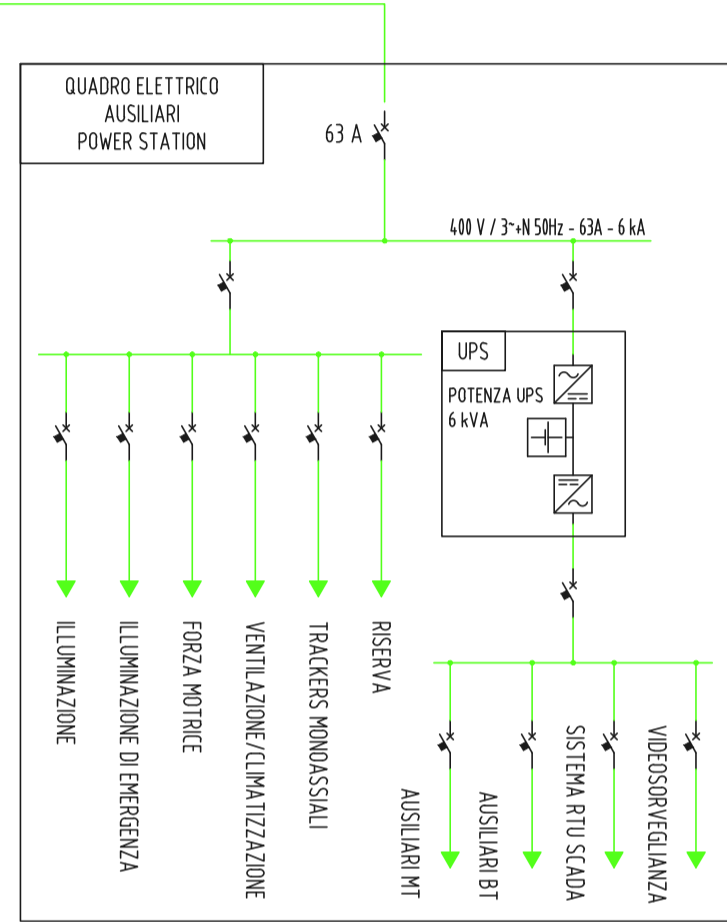 QUADRO ELETTRICO
AUSILIARI
POWER STATION
63 A
400 V / 3~+N 50Hz - 63A - 6 kA
UPS
POTENZA UPS
6 kVA
ILLUMINAZIONE
ILLUMINAZIONE DI EMERGENZA
FORZA MOTRICE
VENTILAZIONE/CLIMATIZZAZIONE
TRACKERS MONOASSIALI
RISERVA
AUSILIARI MT
AUSILIARI BT
SISTEMA RTU SCADA
VIDEOSORVEGLIANZA